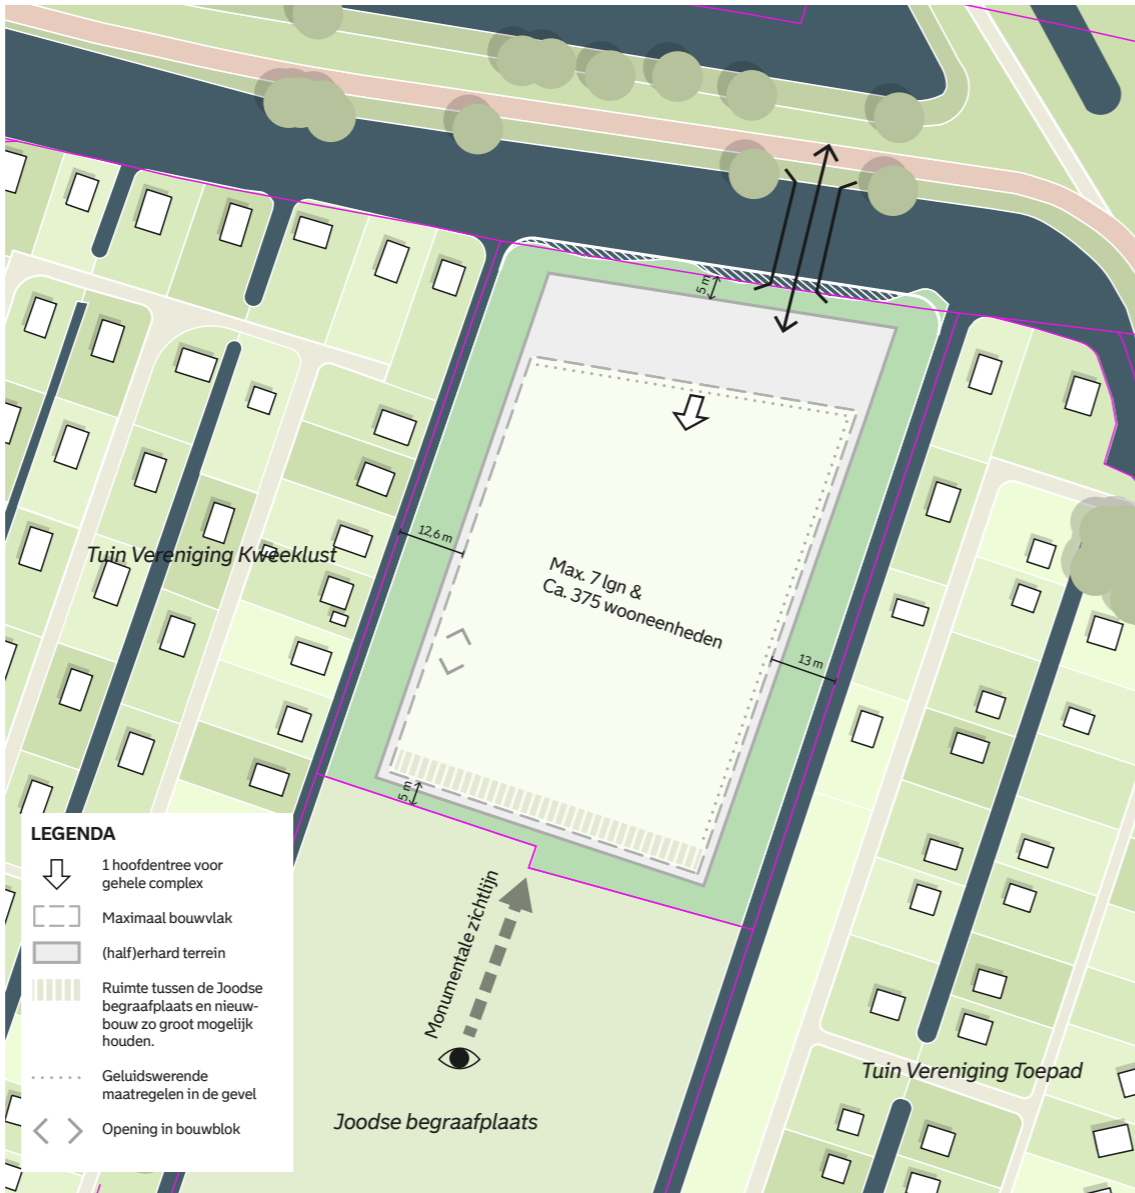 5 m
12,6 m
Tuin Vereniging Kweeklust
Max. 7 lgn &
Ca. 375 wooneenheden
13 m
5 m
LEGENDA
1 hoofdentree voor
gehele complex
Maximaal bouwvlak
(half)erhard terrein
Ruimte tussen de Joodse
begraafplaats en nieuw-
bouw zo groot mogelijk
houden.
Geluidswerende
maatregelen in de gevel
Opening in bouwblok
Monumentale zichtlijn
Joodse begraafplaats
Tuin Vereniging Toepad